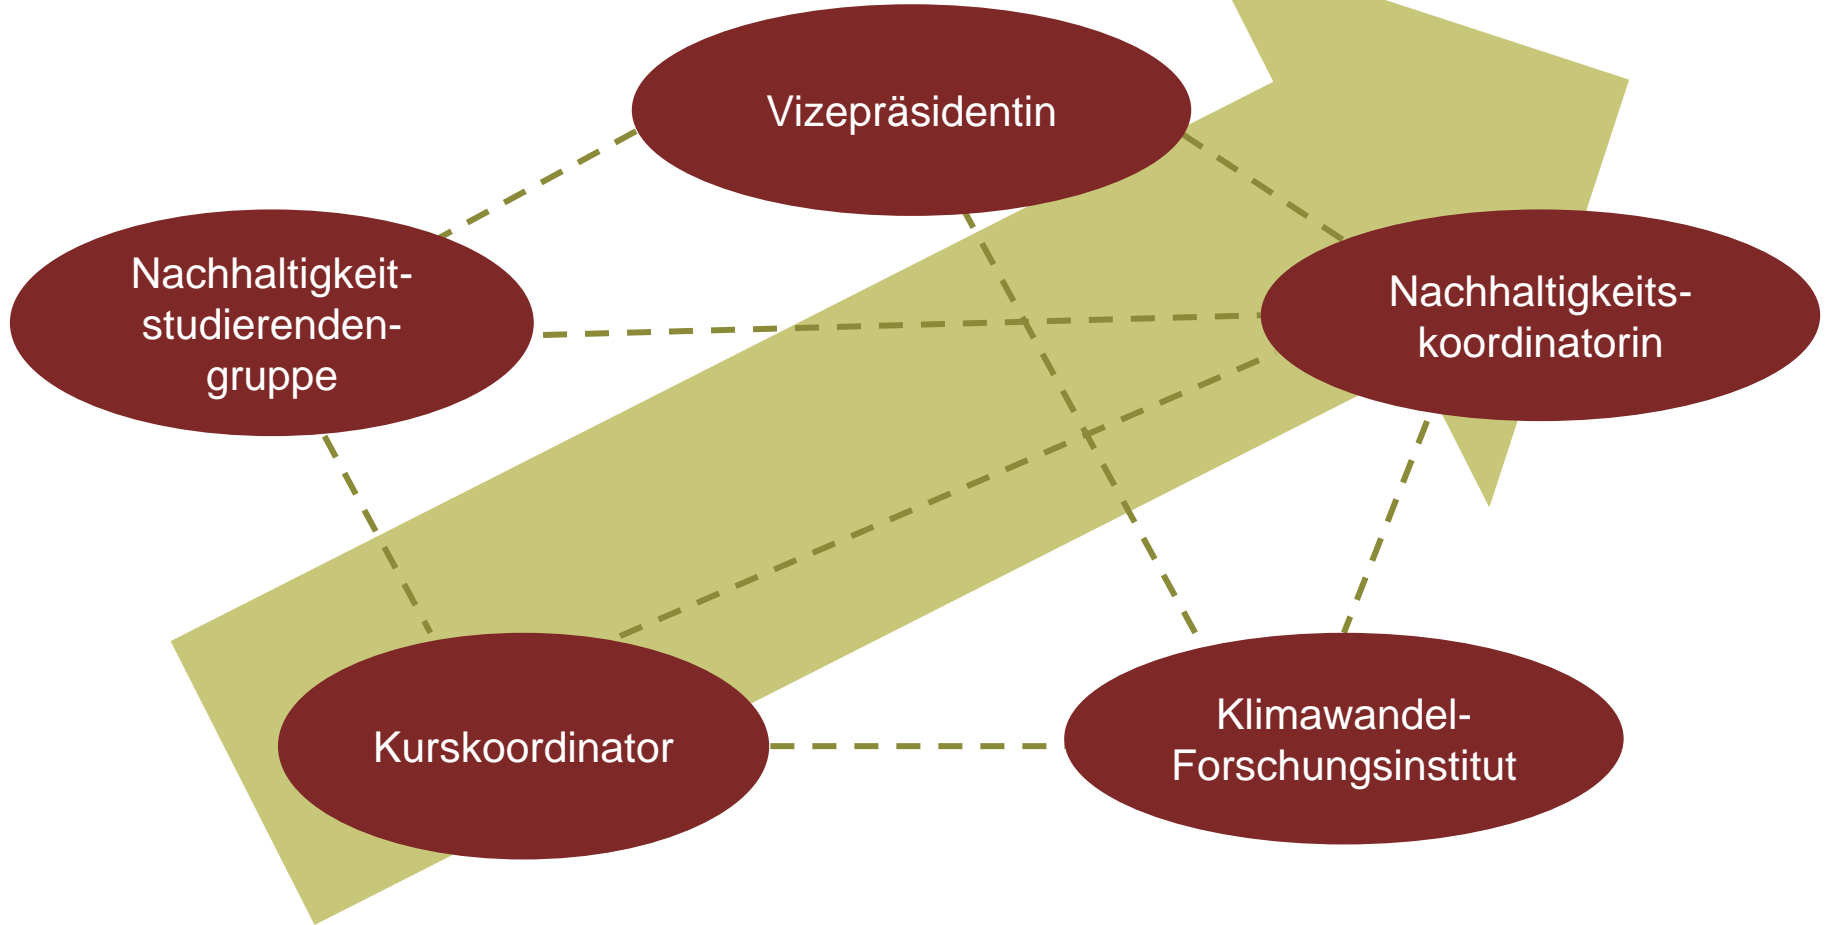 Vizepräsidentin
Nachhaltigkeit-
studierenden-
gruppe
Nachhaltigkeits-
koordinatorin
Kurskoordinator
Klimawandel-
Forschungsinstitut